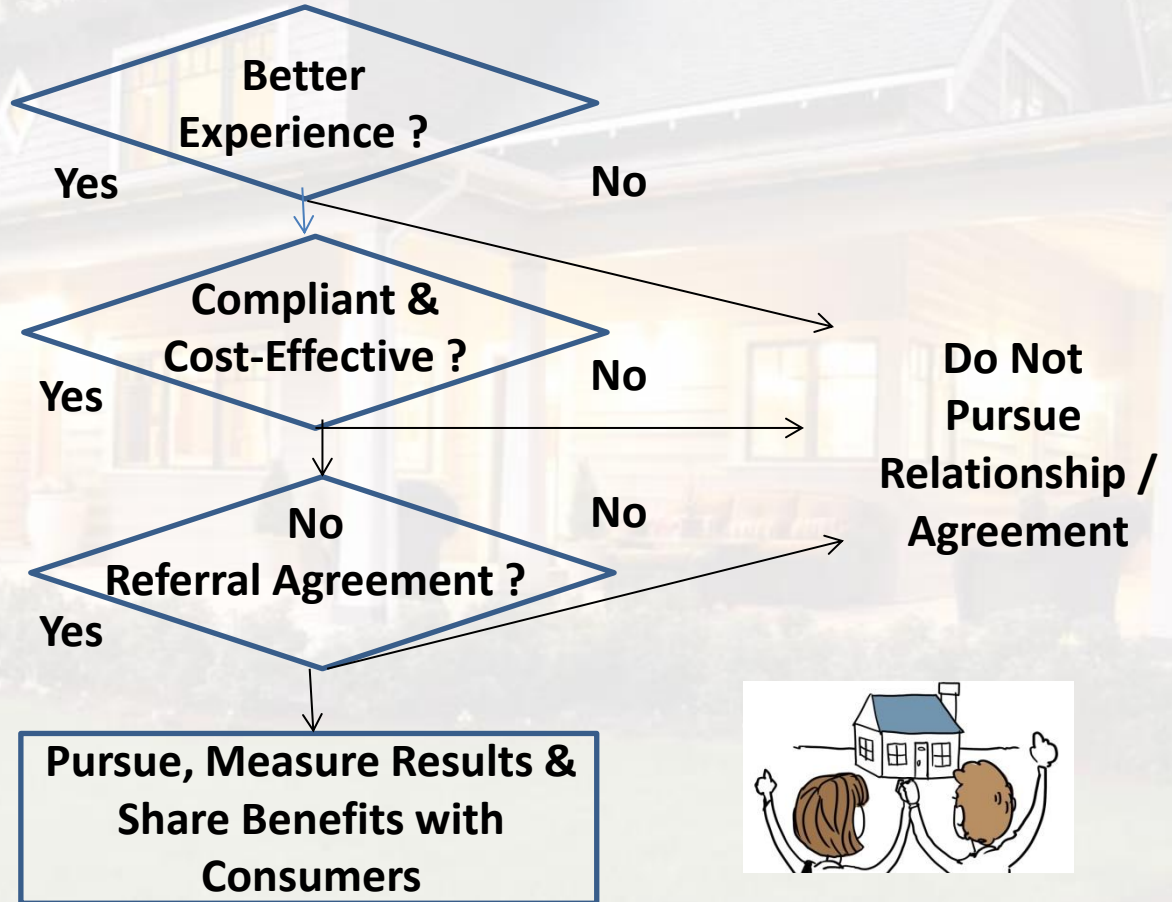 Better
Experience ?
Yes
No
Compliant &
Cost-Effective ?
Yes
No
No
Referral Agreement ?
Yes
No
Do Not
Pursue
Relationship /
Agreement
Pursue, Measure Results &
Share Benefits with
Consumers